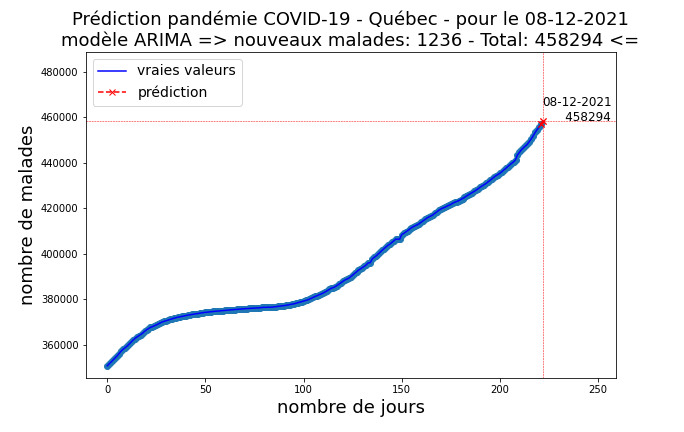 Prédiction pandémie COVID-19 - Québec - pour le 08-12-2021
modèle ARIMA => nouveaux malades: 1236 - Total: 458294 <=
vraies valeurs
prédiction
08-12-2021
458294
480000
460000
440000
420000
400000
380000
360000
nombre de malades
0 50 100 150 200 250
nombre de jours